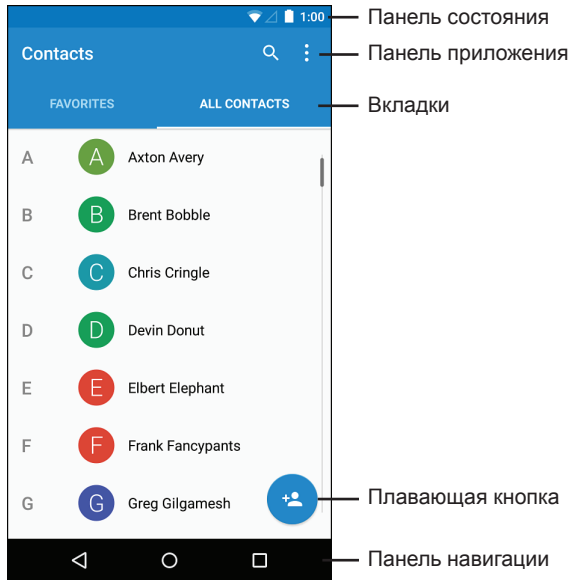 1:00 Панель состояния
Contacts Панель приложения
FAVORITES ALL CONTACTS Вкладки
A A Axton Avery
B B Brent Bobble
C C Chris Cringle
D D Devin Donut
E E Elbert Elephant
F F Frank Fancypants
G G Greg Gilgamesh Плавающая кнопка
Панель навигации